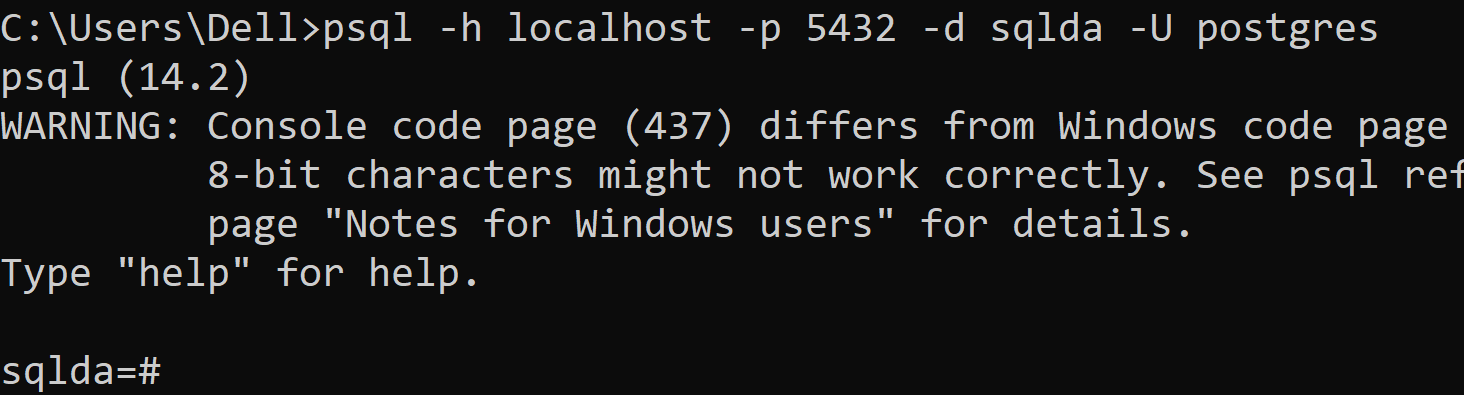 C:\Users\Dell>psql -h localhost -p 5432 -d sqlda -U postgres
psql (14.2)
WARNING: Console code page (437) differs from Windows code page
8-bit characters might not work correctly. See psql ref
page "Notes for Windows users" for details.
Type "help" for help.
sqlda=#